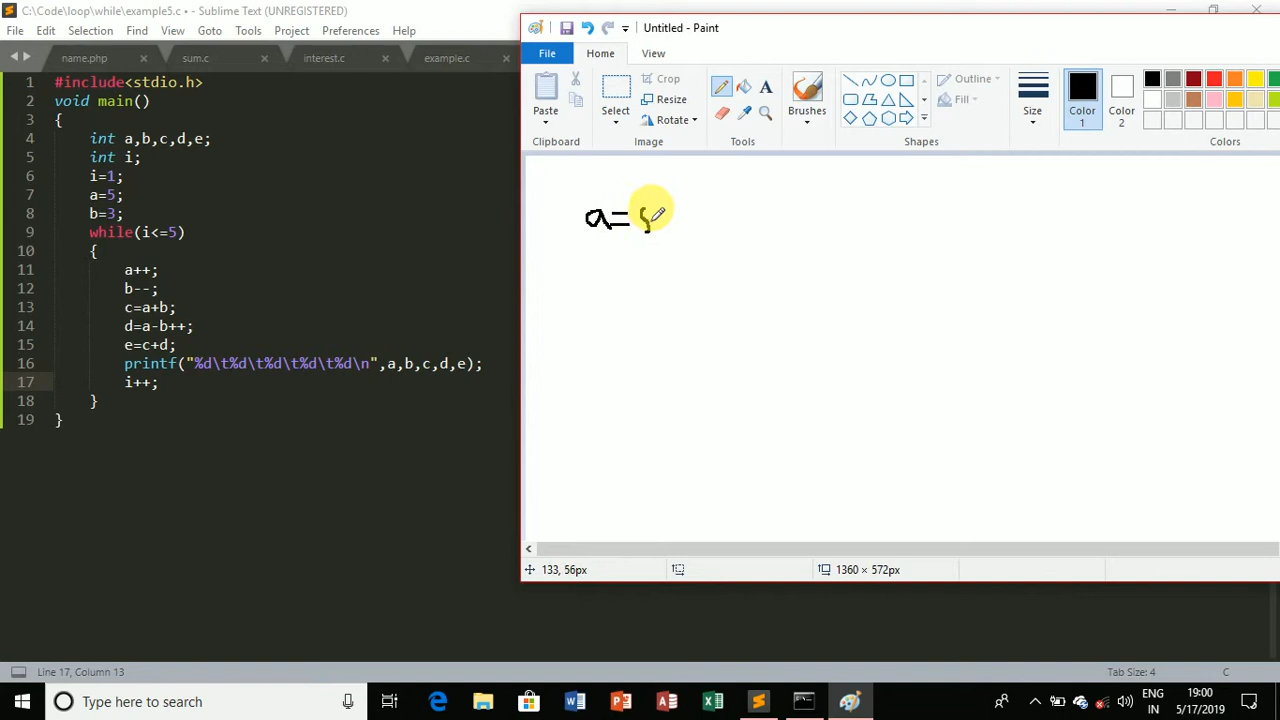 C:\Code\loop\while\example5.c • - Sublime Text (UNREGISTERED)
File Edit Selection Find View Goto Tools Project Preferences Help
name.php sum.c interest.c example.c
1 #include<stdio.h>
2 void main()
3 {
4 int a,b,c,d,e;
5 int i;
6 i=1;
7 a=5;
8 b=3;
9 while(i<=5)
10 {
11 a++;
12 b--;
13 c=a+b;
14 d=a-b++;
15 e=c+d;
16 printf("%d\t%d\t%d\t%d\t%d\n",a,b,c,d,e);
17 i++;
18 }
19 }
Untitled - Paint
File Home View
Paste
Clipboard
Select
Crop
Resize
Rotate
Image
Tools
Brushes
Shapes
Outline
Fill
Size
Color 1
Color 2
Colors
a=
133, 56px
1360 × 572px
Line 17, Column 13
Tab Size: 4
C
Type here to search
ENG
IN
19:00
5/17/2019